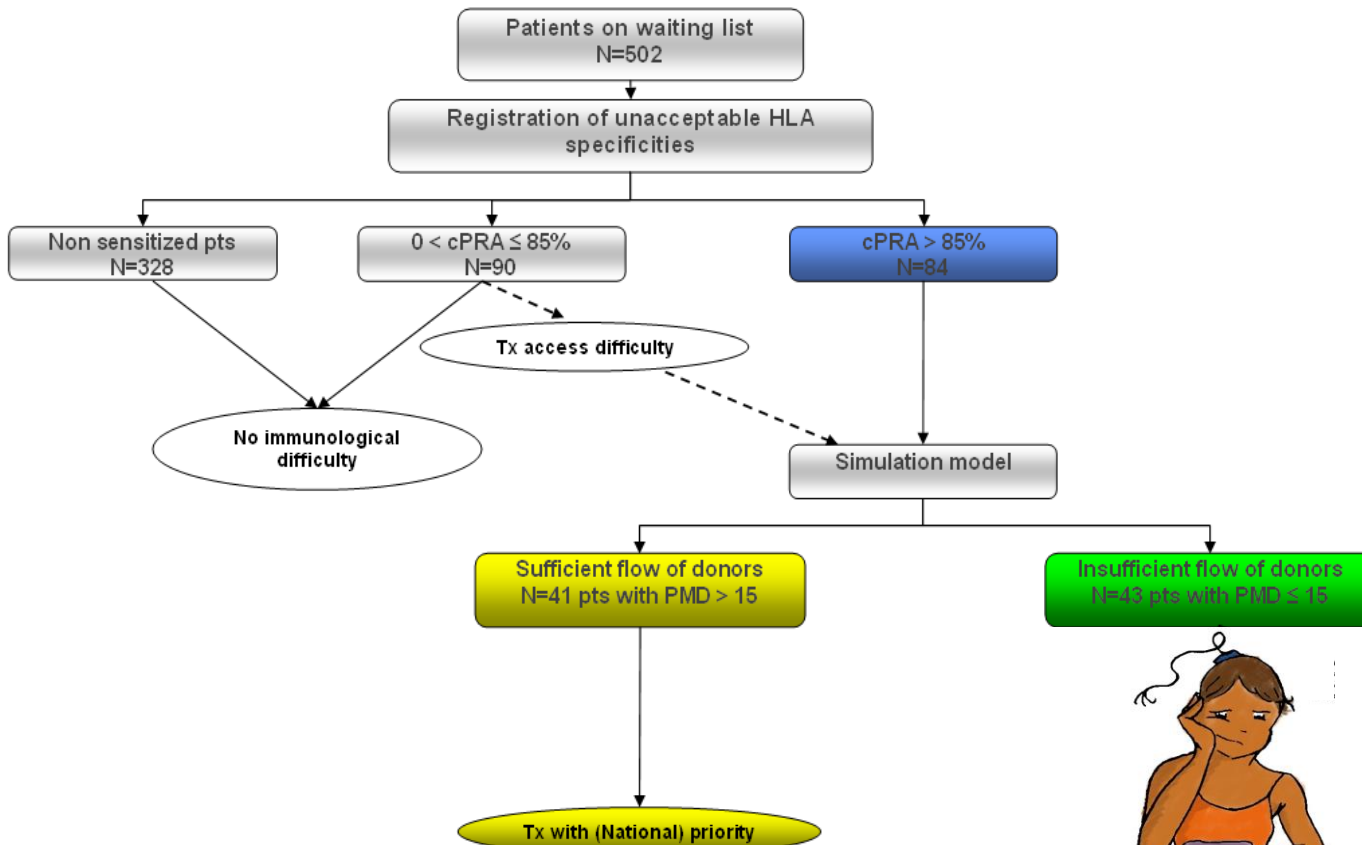 Patients on waiting list
N=502
Registration of unacceptable HLA
specificities
Non sensitized pts
N=328
0 < cPRA ≤ 85%
N=90
cPRA > 85%
N=84
Tx access difficulty
No immunological
difficulty
Simulation model
Sufficient flow of donors
N=41 pts with PMD > 15
Insufficient flow of donors
N=43 pts with PMD ≤ 15
Tx with (National) priority